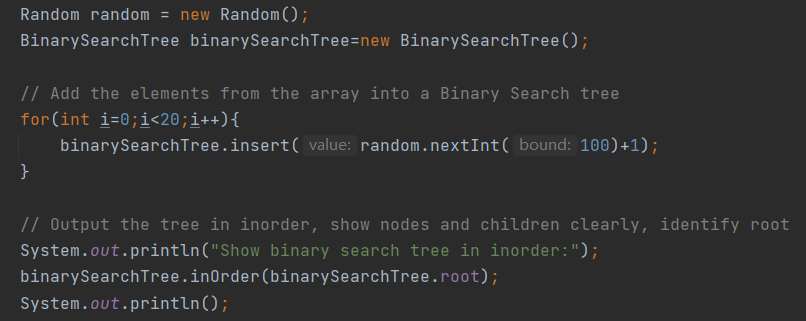 Random random = new Random();
BinarySearchTree binarySearchTree=new BinarySearchTree();
// Add the elements from the array into a Binary Search tree
for(int i=0;i<20;i++){
binarySearchTree.insert( value: random.nextInt( bound: 100)+1);
}
// Output the tree in inorder, show nodes and children clearly, identify root
System.out.println("Show binary search tree in inorder:");
binarySearchTree.inOrder(binarySearchTree.root);
System.out.println();